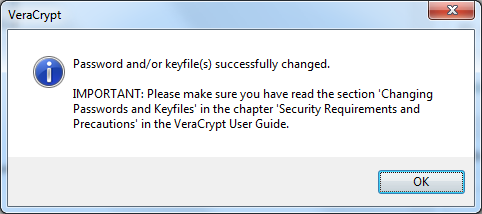 VeraCrypt
Password and/or keyfile(s) successfully changed.
IMPORTANT: Please make sure you have read the section 'Changing
Passwords and Keyfiles' in the chapter 'Security Requirements and
Precautions' in the VeraCrypt User Guide.
OK